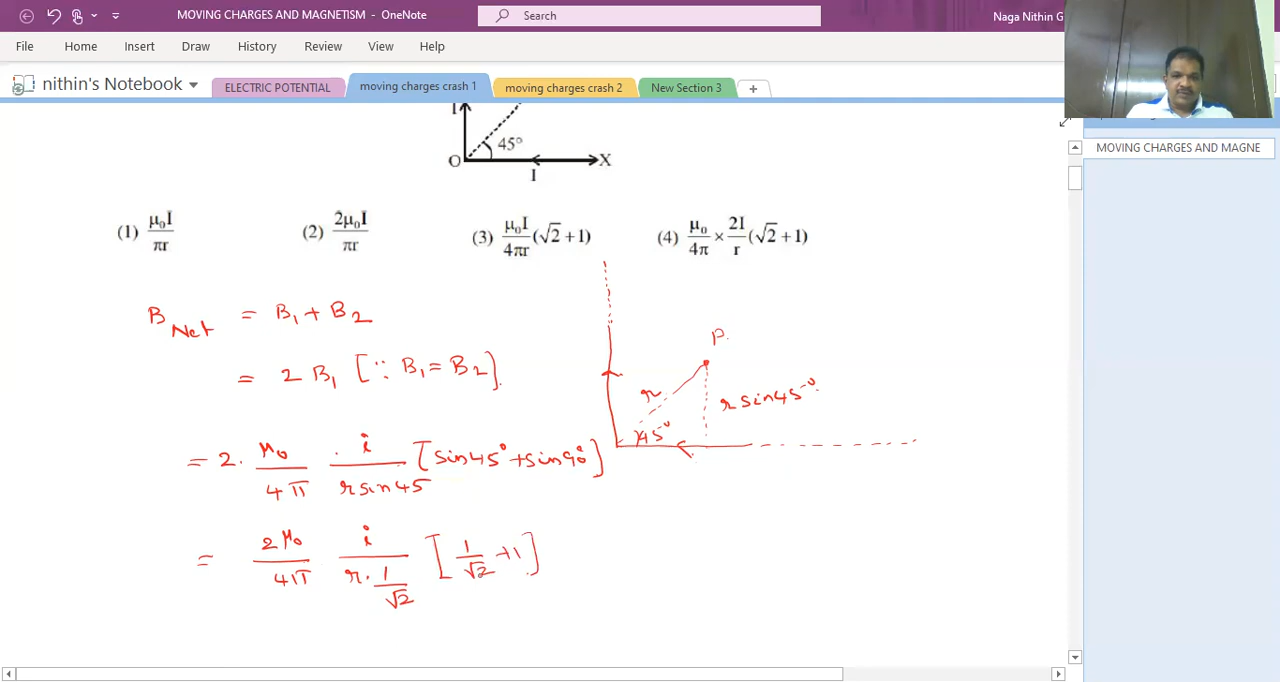 MOVING CHARGES AND MAGNETISM - OneNote
Search
Naga Nithin G
File Home Insert Draw History Review View Help
nithin's Notebook ELECTRIC POTENTIAL moving charges crash 1 moving charges crash 2 New Section 3 +
MOVING CHARGES AND MAGNE
I
45°
O X
I
(1) μ₀I/πr (2) 2μ₀I/πr (3) μ₀I/4πr (√2 + 1) (4) μ₀/4π × 2I/r (√2 + 1)
B Net = B₁ + B₂
= 2 B₁ [∵ B₁ = B₂].
P.
r
r sin45°.
45°
= 2. μ₀/4π . i/r sin45 [sin45° + sin90°]
= 2μ₀/4π i/r·1/√2 [1/√2 + 1]